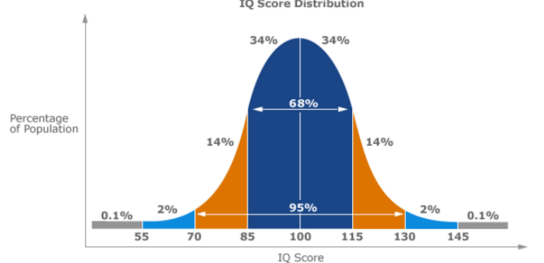 IQ Score Distribution
34% 34%
68%
Percentage
of Population
14% 14%
95%
0.1% 2% 2% 0.1%
55 70 85 100 115 130 145
IQ Score